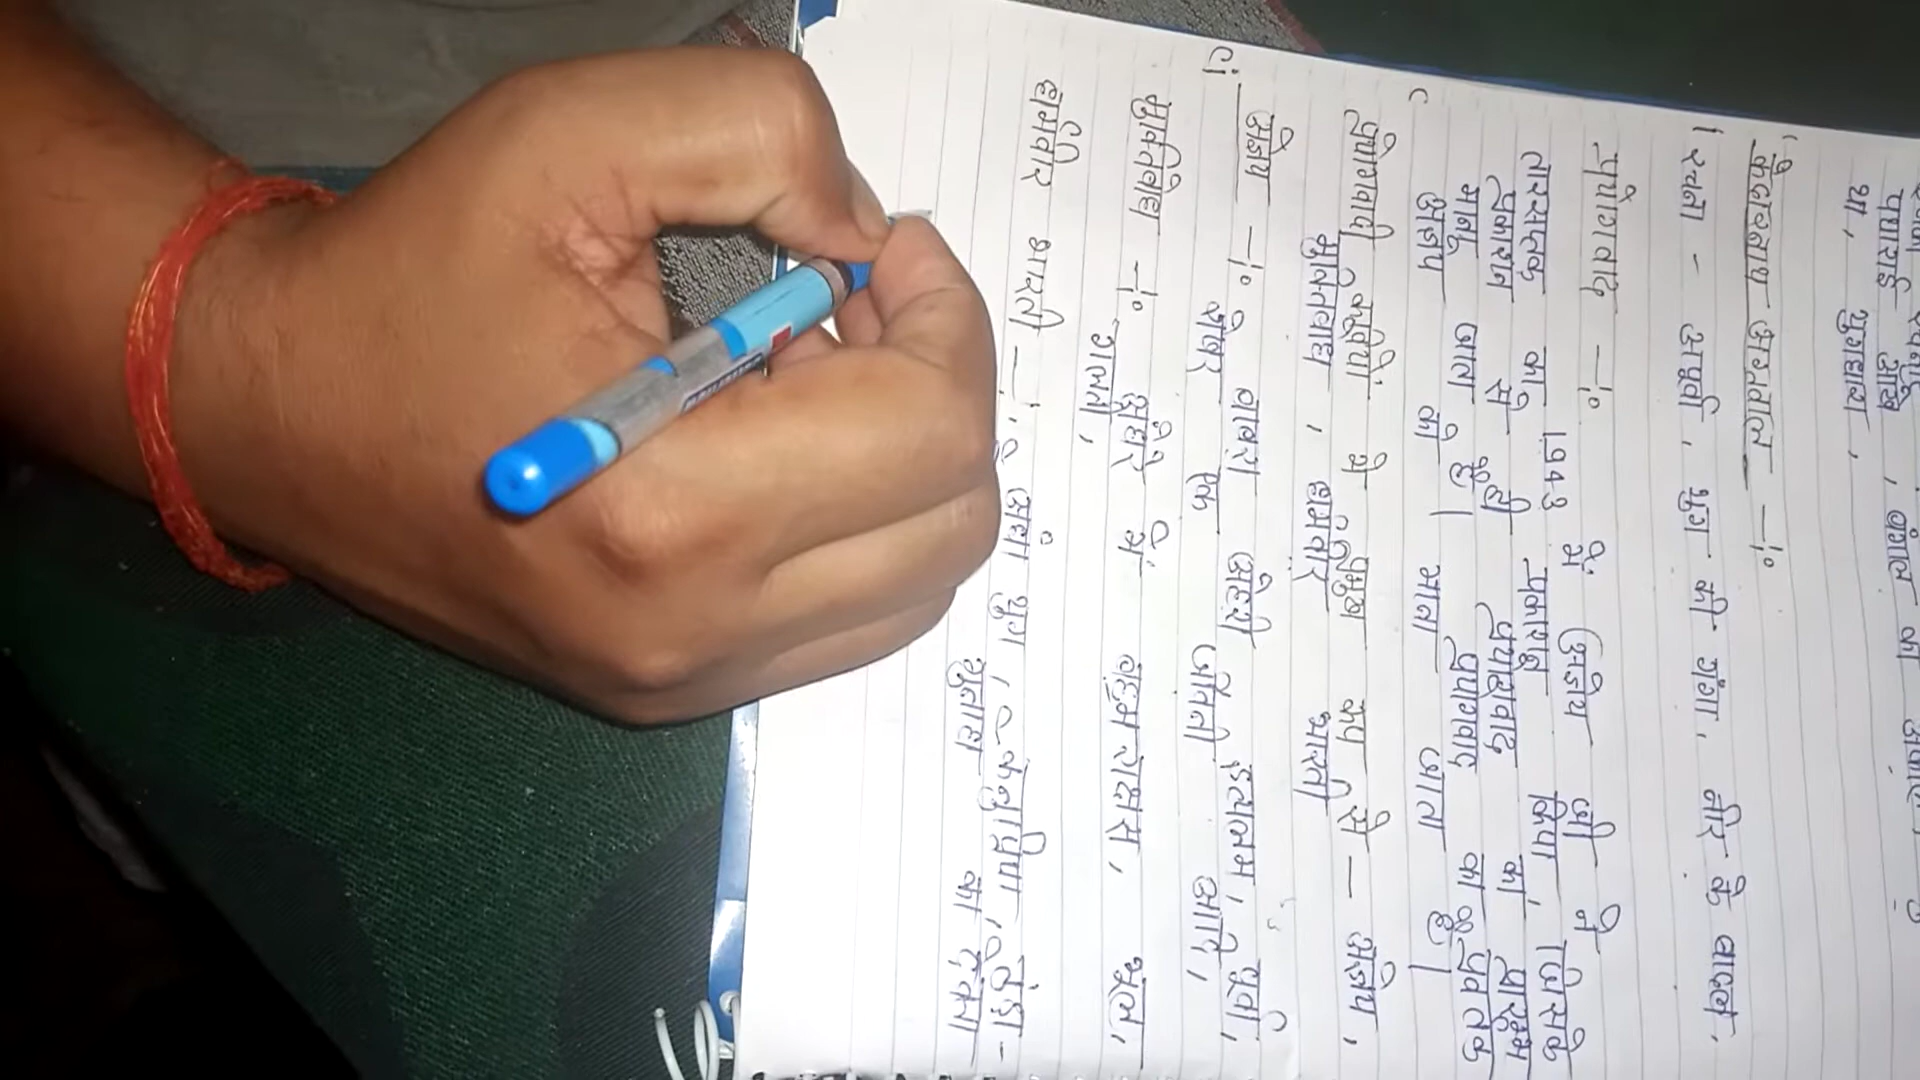 पपराई आँख , बंगाल का अकाल
था, युगधारा .
केदारनाथ अग्रवाल -:
रचना - अपूर्वा, युग की गंगा, नीर के बादल.
प्रयोगवाद -:
1943 में अज्ञेय जी ने जिसके
तारसप्तक का प्रकाशन किया,
प्रकाशन से ही प्रयोगवाद का प्रारम्भ
माना जाता है।
अज्ञेय को प्रयोगवाद का प्रवर्तक माना जाता है।
प्रयोगवादी कवियों में प्रमुख रूप से - अज्ञेय,
मुक्तिबोध, धर्मवीर भारती
अज्ञेय -: बावरा अहेरी, इत्यलम, पूर्वा,
शेखर एक जीवनी आदि,
मुक्तिबोध -: अंधेरे में, ब्रह्मराक्षस, भूल,
गलती,
धर्मवीर भारती -: अंधा युग, कनुप्रिया, ठंडा -
गुनाहों का देवता